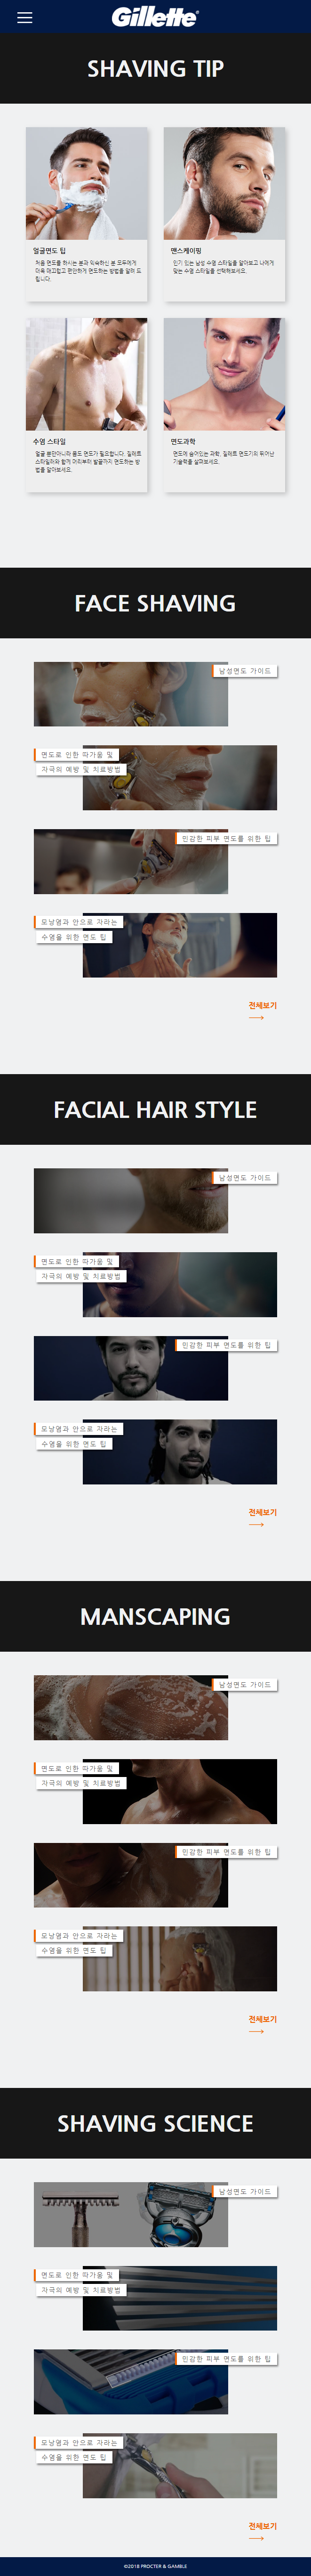 Gillette
SHAVING TIP
얼굴면도 팁
처음 면도를 하시는 분과 익숙하신 분 모두에게
더욱 매끄럽고 편안하게 면도하는 방법을 알려 드
립니다.
맨스케이핑
인기 있는 남성 수염 스타일을 알아보고 나에게
맞는 수염 스타일을 선택해보세요.
수염 스타일
얼굴 뿐만아니라 몸도 면도가 필요합니다. 질레트
스타일러와 함께 머리부터 발끝까지 면도하는 방
법을 알아보세요.
면도과학
면도에 숨어있는 과학, 질레트 면도기의 뛰어난
기술력을 살펴보세요.
FACE SHAVING
남성면도 가이드
면도로 인한 따가움 및
자극의 예방 및 치료방법
민감한 피부 면도를 위한 팁
모낭염과 안으로 자라는
수염을 위한 면도 팁
전체보기
FACIAL HAIR STYLE
남성면도 가이드
면도로 인한 따가움 및
자극의 예방 및 치료방법
민감한 피부 면도를 위한 팁
모낭염과 안으로 자라는
수염을 위한 면도 팁
전체보기
MANSCAPING
남성면도 가이드
면도로 인한 따가움 및
자극의 예방 및 치료방법
민감한 피부 면도를 위한 팁
모낭염과 안으로 자라는
수염을 위한 면도 팁
전체보기
SHAVING SCIENCE
남성면도 가이드
면도로 인한 따가움 및
자극의 예방 및 치료방법
민감한 피부 면도를 위한 팁
모낭염과 안으로 자라는
수염을 위한 면도 팁
전체보기
©2018 PROCTER & GAMBLE